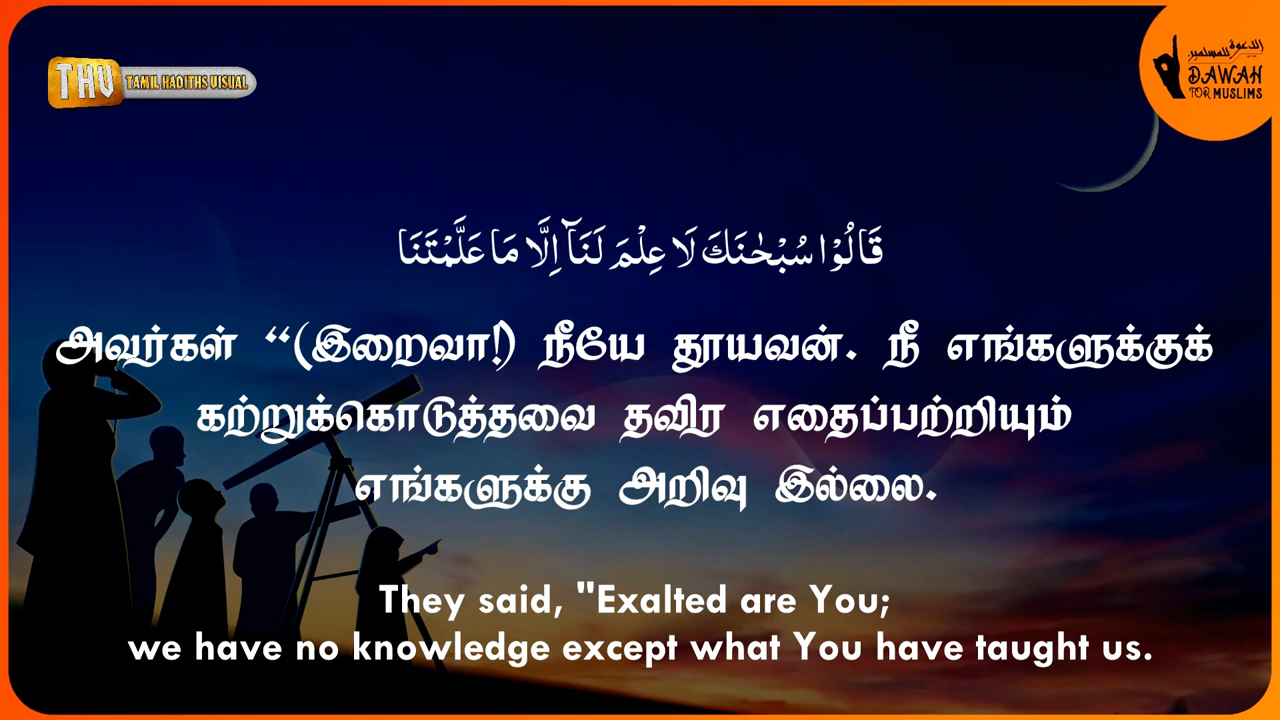 THV TAMIL HADITHS VISUAL
الدعوة للمسلمين
DAWAH
FOR MUSLIMS
قَالُوْا سُبْحٰنَكَ لَا عِلْمَ لَنَآ اِلَّا مَا عَلَّمْتَنَا
அவர்கள் “(இறைவா!) நீயே தூயவன். நீ எங்களுக்குக்
கற்றுக்கொடுத்தவை தவிர எதைப்பற்றியும்
எங்களுக்கு அறிவு இல்லை.
They said, "Exalted are You;
we have no knowledge except what You have taught us.